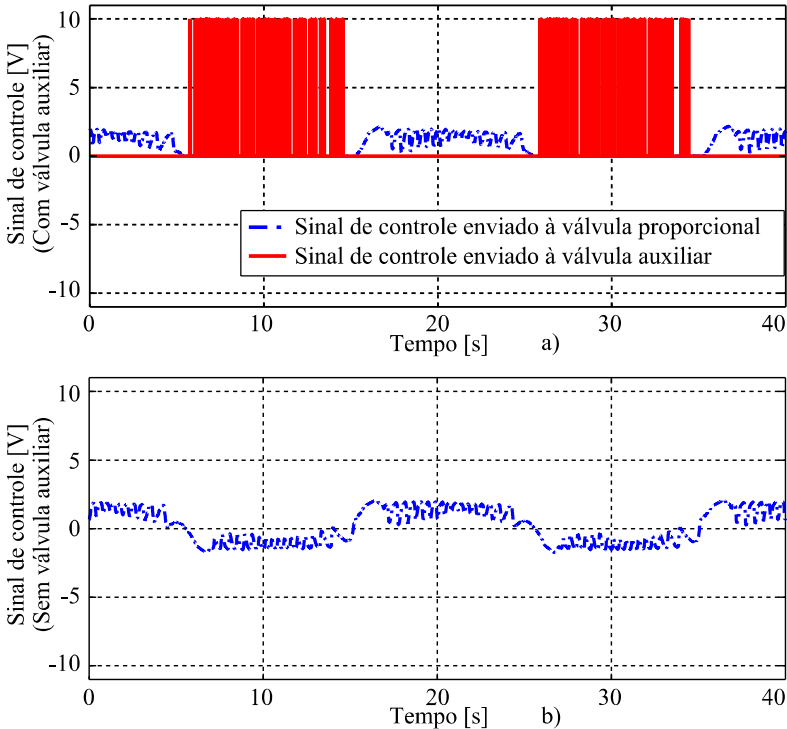 Sinal de controle [V]
(Com válvula auxiliar)
10
5
0
-5
-10
Sinal de controle enviado à válvula proporcional
Sinal de controle enviado à válvula auxiliar
0 10 20 30 40
Tempo [s] a)
Sinal de controle [V]
(Sem válvula auxiliar)
10
5
0
-5
-10
0 10 20 30 40
Tempo [s] b)